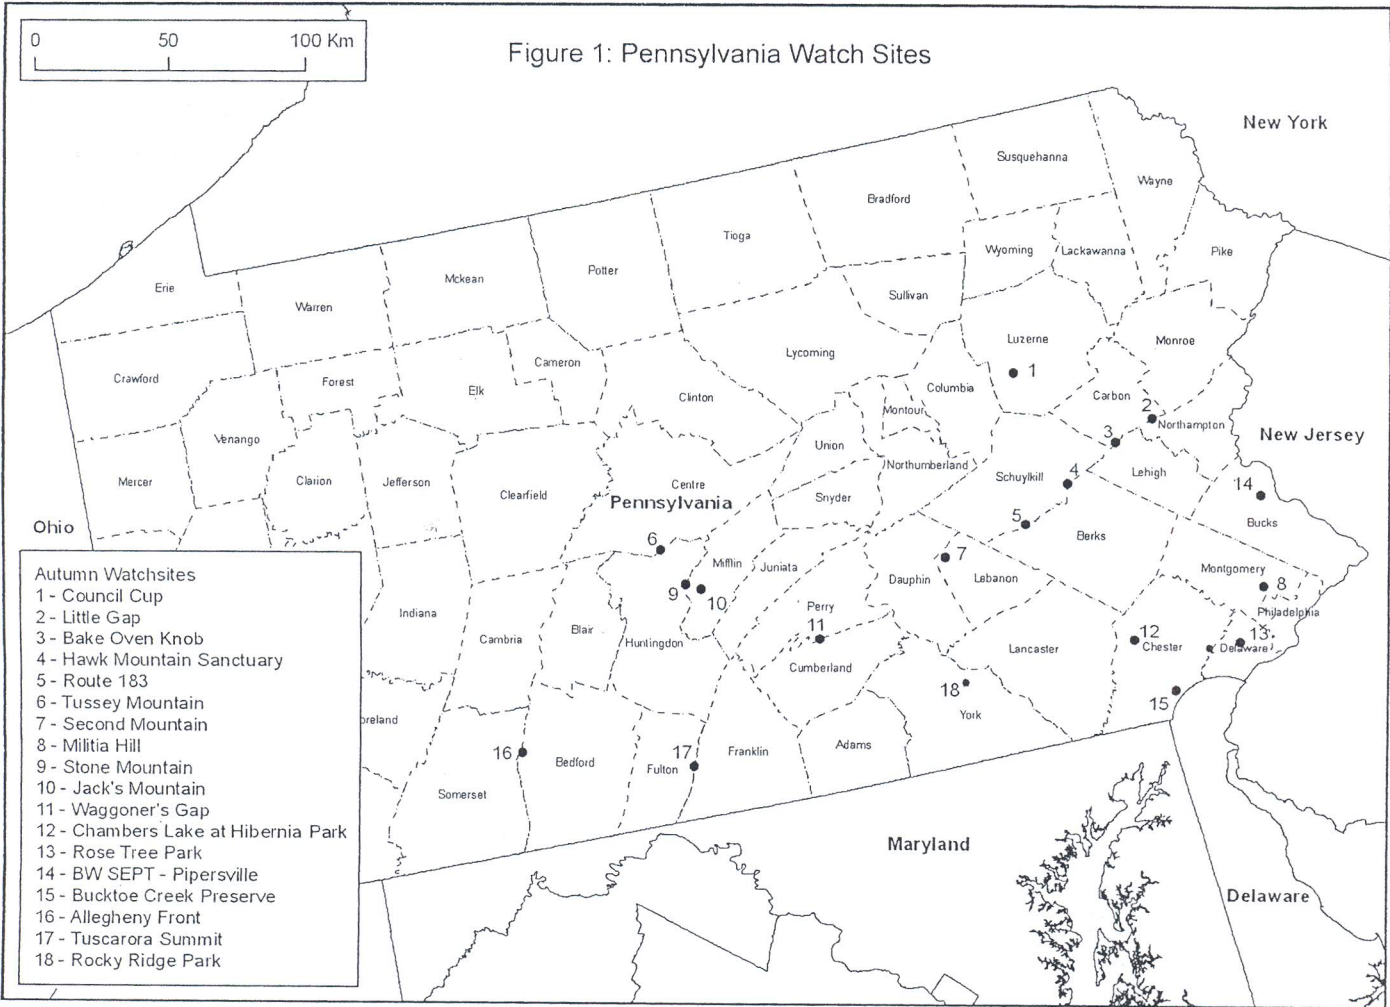 0 50 100 Km
Figure 1: Pennsylvania Watch Sites
New York
Susquehanna
Wayne
Bradford
Tioga
Wyoming
Lackawanna
Pike
Potter
Mckean
Erie
Warren
Sullivan
Luzerne
Monroe
Lycoming
Cameron
1
Crawford
Forest
Elk
Clinton
Columbia
Carbon
Montour
2
Northampton
3
New Jersey
Venango
Union
Northumberland
Lehigh
Mercer
Clarion
Jefferson
Clearfield
Centre
Pennsylvania
Snyder
Schuylkill
4
14
Bucks
Ohio
5
Berks
6
Mifflin
Juniata
7
Dauphin
Lebanon
Montgomery
8
9
10
Indiana
Cambria
Blair
Huntingdon
Perry
11
Cumberland
Lancaster
12
Chester
Philadelphia
13
Delaware
15
18
York
reland
16
Bedford
17
Fulton
Franklin
Adams
Somerset
Maryland
Delaware
Autumn Watchsites
1 - Council Cup
2 - Little Gap
3 - Bake Oven Knob
4 - Hawk Mountain Sanctuary
5 - Route 183
6 - Tussey Mountain
7 - Second Mountain
8 - Militia Hill
9 - Stone Mountain
10 - Jack's Mountain
11 - Waggoner's Gap
12 - Chambers Lake at Hibernia Park
13 - Rose Tree Park
14 - BW SEPT - Pipersville
15 - Bucktoe Creek Preserve
16 - Allegheny Front
17 - Tuscarora Summit
18 - Rocky Ridge Park